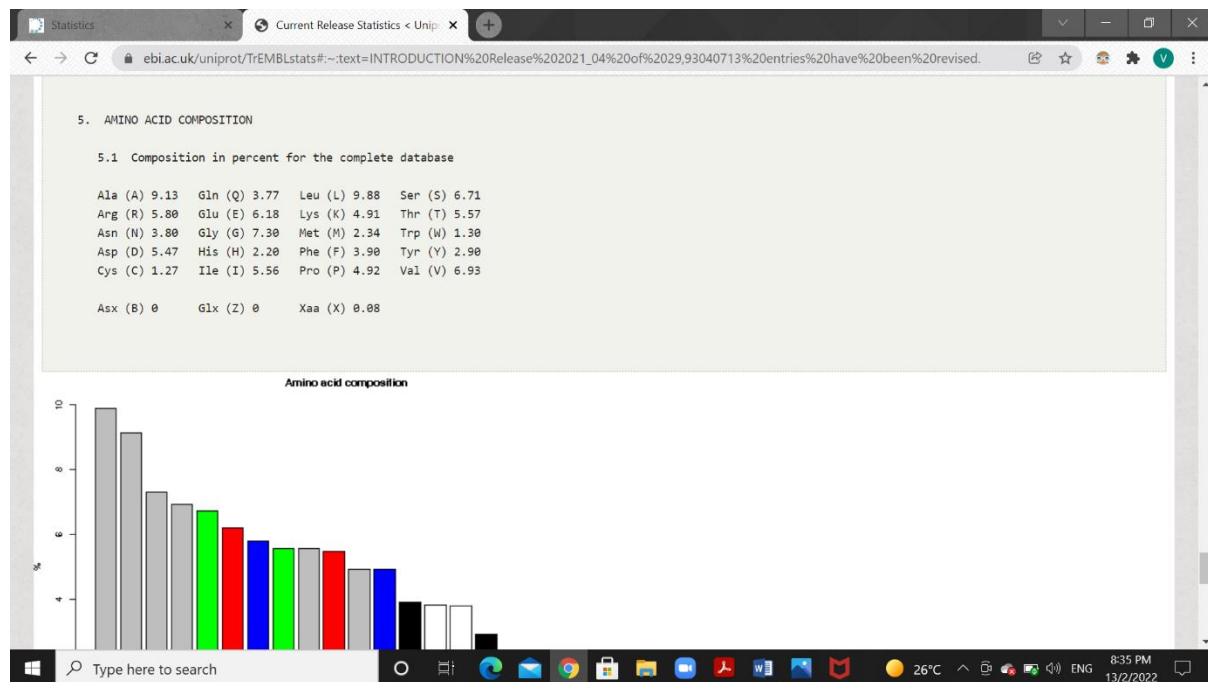 Statistics
Current Release Statistics < Unip
ebi.ac.uk/uniprot/TrEMBLstats#:~:text=INTRODUCTION%20Release%202021_04%20of%2029,93040713%20entries%20have%20been%20revised.
V
5. AMINO ACID COMPOSITION
5.1 Composition in percent for the complete database
Ala (A) 9.13 Gln (Q) 3.77 Leu (L) 9.88 Ser (S) 6.71
Arg (R) 5.80 Glu (E) 6.18 Lys (K) 4.91 Thr (T) 5.57
Asn (N) 3.80 Gly (G) 7.30 Met (M) 2.34 Trp (W) 1.30
Asp (D) 5.47 His (H) 2.20 Phe (F) 3.90 Tyr (Y) 2.90
Cys (C) 1.27 Ile (I) 5.56 Pro (P) 4.92 Val (V) 6.93
Asx (B) 0 Glx (Z) 0 Xaa (X) 0.08
Amino acid composition
10
8
6
%
4
Type here to search
26°C
ENG
8:35 PM
13/2/2022